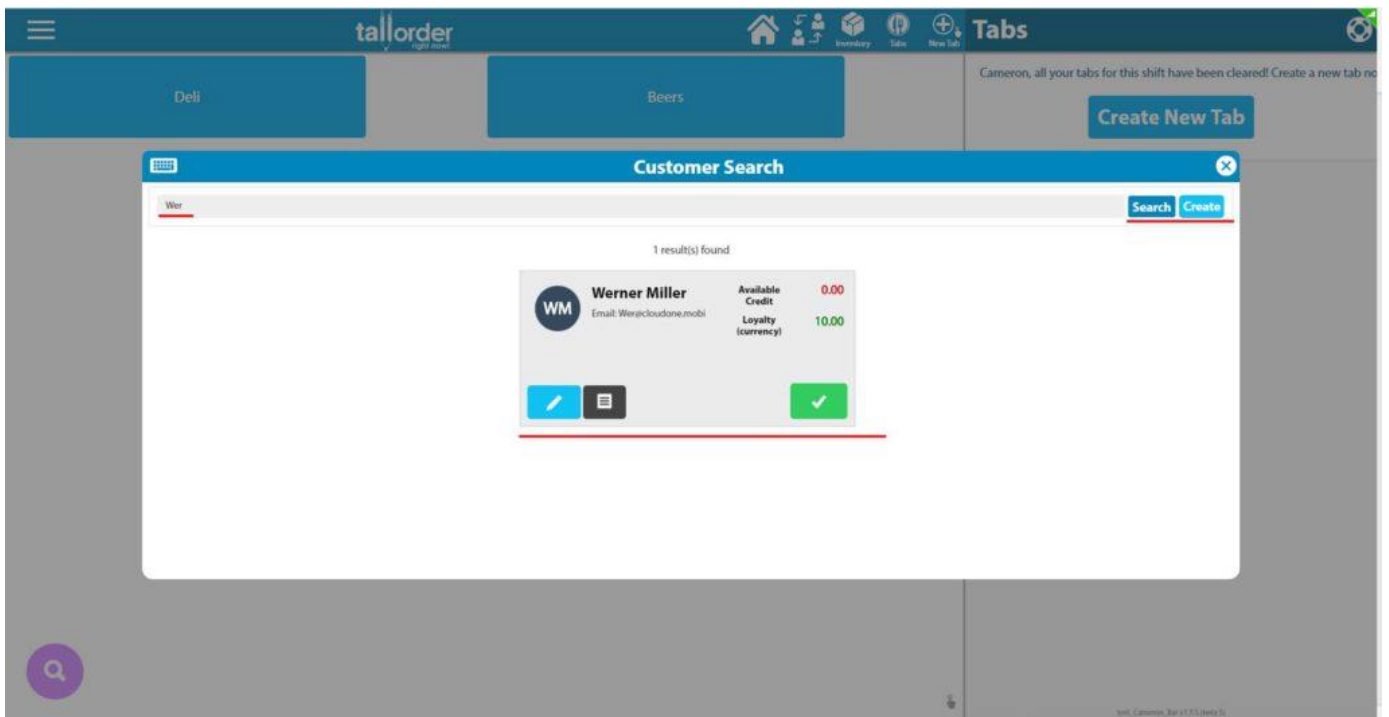 tallorder
right now!
Inventory
Tabs
New Tab
Tabs
Cameron, all your tabs for this shift have been cleared! Create a new tab no
Deli
Beers
Create New Tab
Customer Search
Wer
Search
Create
1 result(s) found
WM
Werner Miller
Email: Wer@cloudone.mobi
Available
Credit
0.00
Loyalty
(currency)
10.00